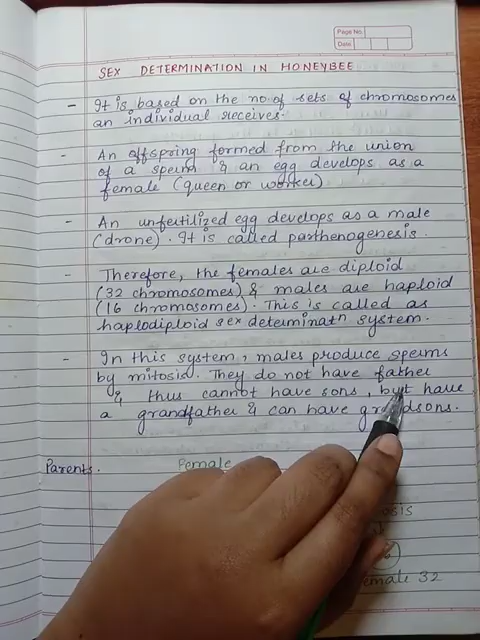 Page No.
Date
SEX DETERMINATION IN HONEYBEE
- It is based on the no. of sets of chromosomes
an individual receives.
- An offspring formed from the union
of a sperm & an egg develops as a
female (queen or worker)
- An unfertilized egg develops as a male
(drone). It is called parthenogenesis.
- Therefore, the females are diploid
(32 chromosomes) & males are haploid
(16 chromosomes). This is called as
haplodiploid sex determinatn system.
- In this system, males produce sperms
by mitosis. They do not have father
& thus cannot have sons, but have
a grandfather & can have grandsons.
Parents. Female
32